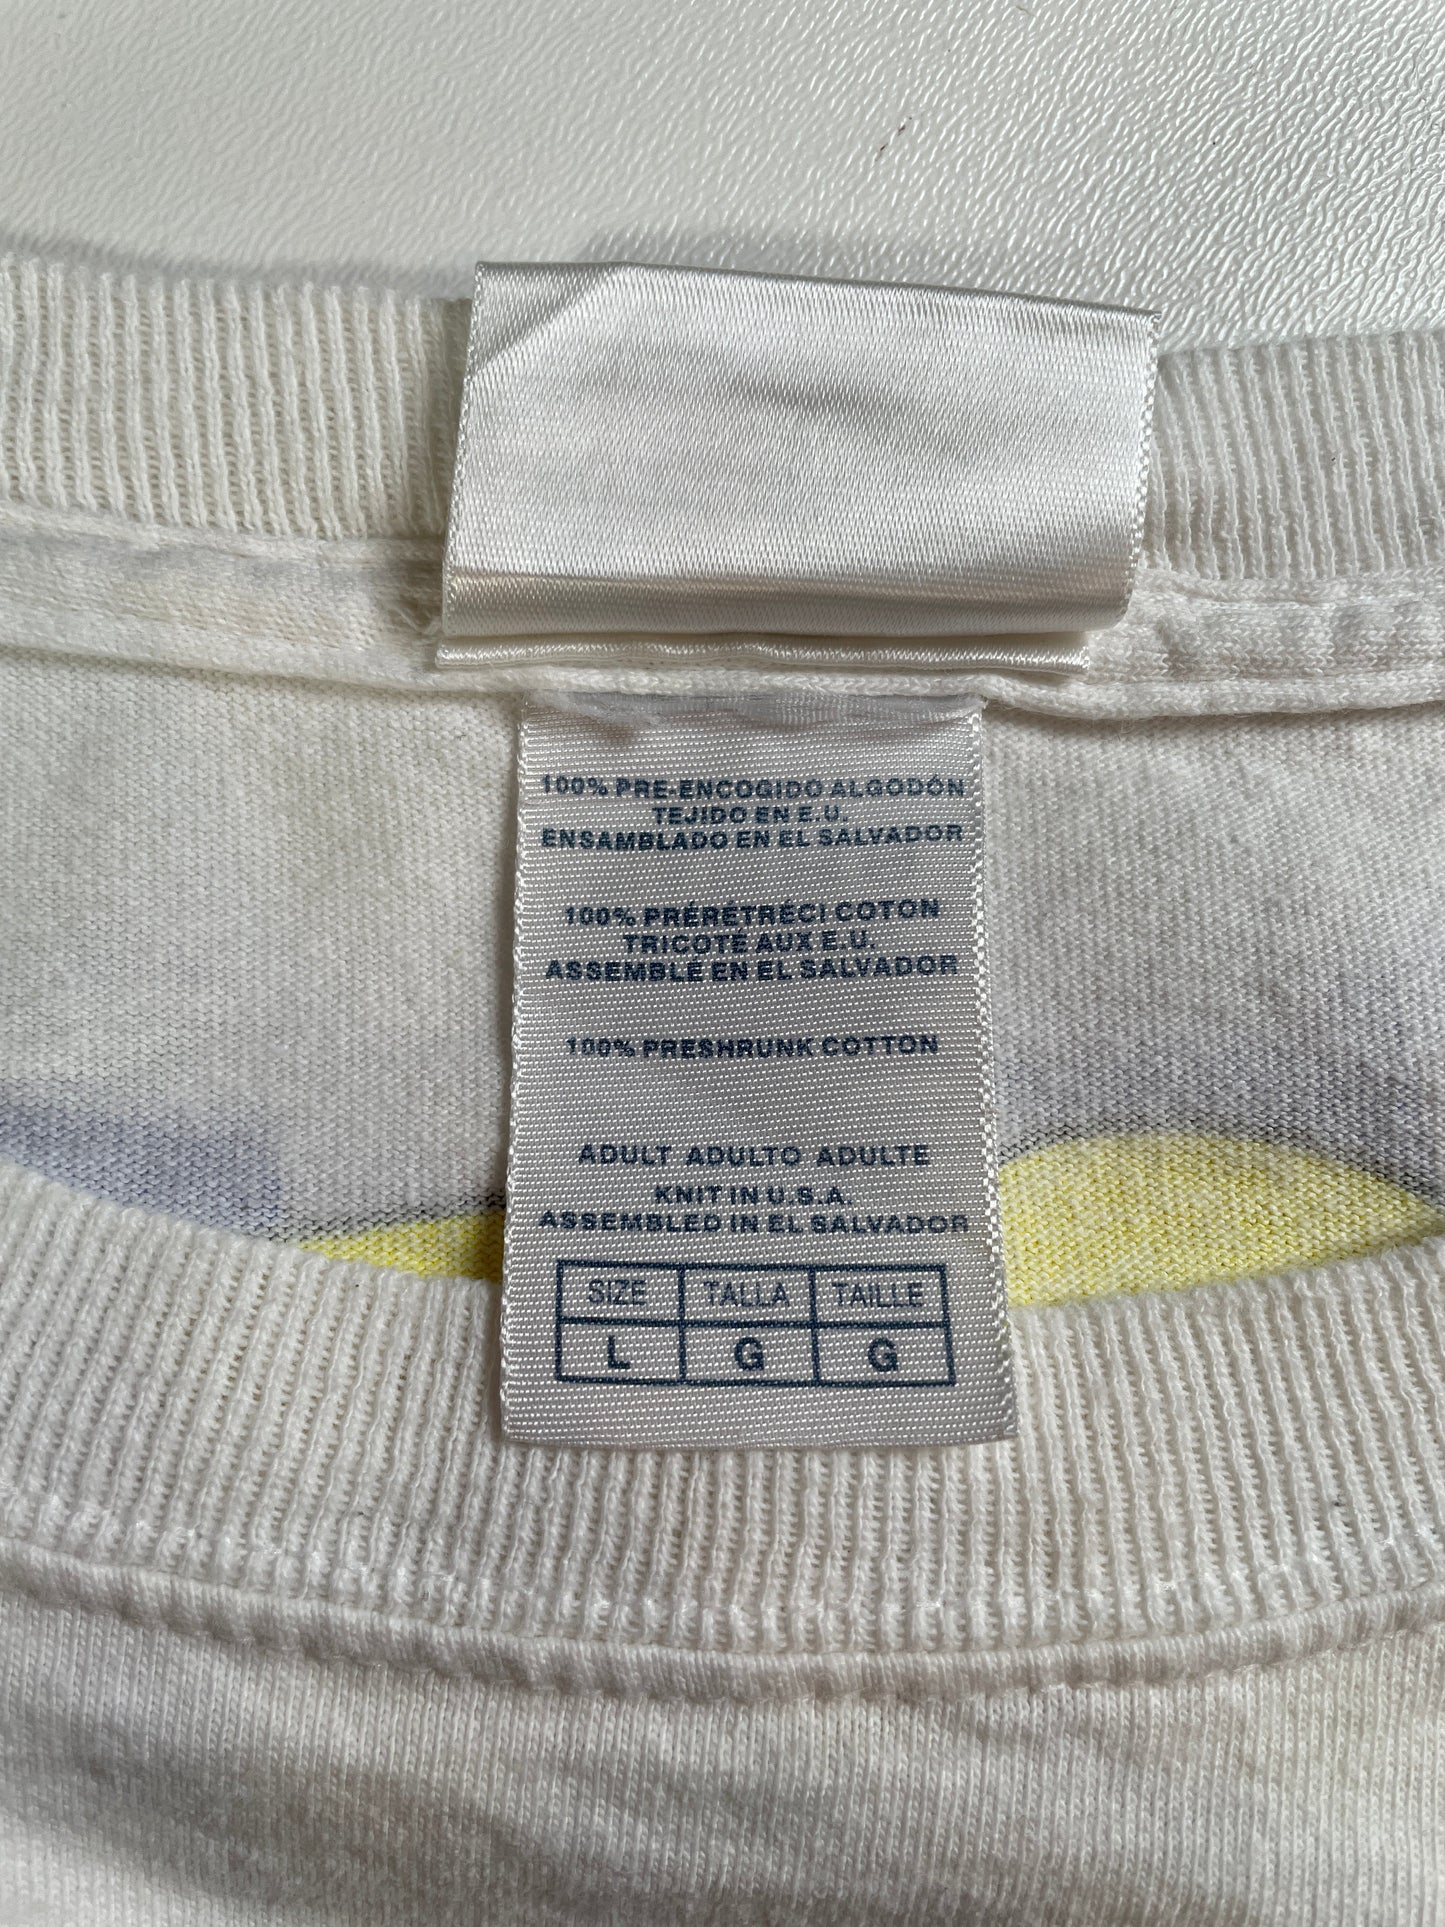 100% PRE-ENCOGIDO ALGODÓN
TEJIDO EN E.U.
ENSAMBLADO EN EL SALVADOR
100% PRÉRÉTRÉCI COTON
TRICOTÉ AUX E.U.
ASSEMBLÉ EN EL SALVADOR
100% PRESHRUNK COTTON
ADULT ADULTO ADULTE
KNIT IN U.S.A.
ASSEMBLED IN EL SALVADOR
SIZE TALLA TAILLE
L G G